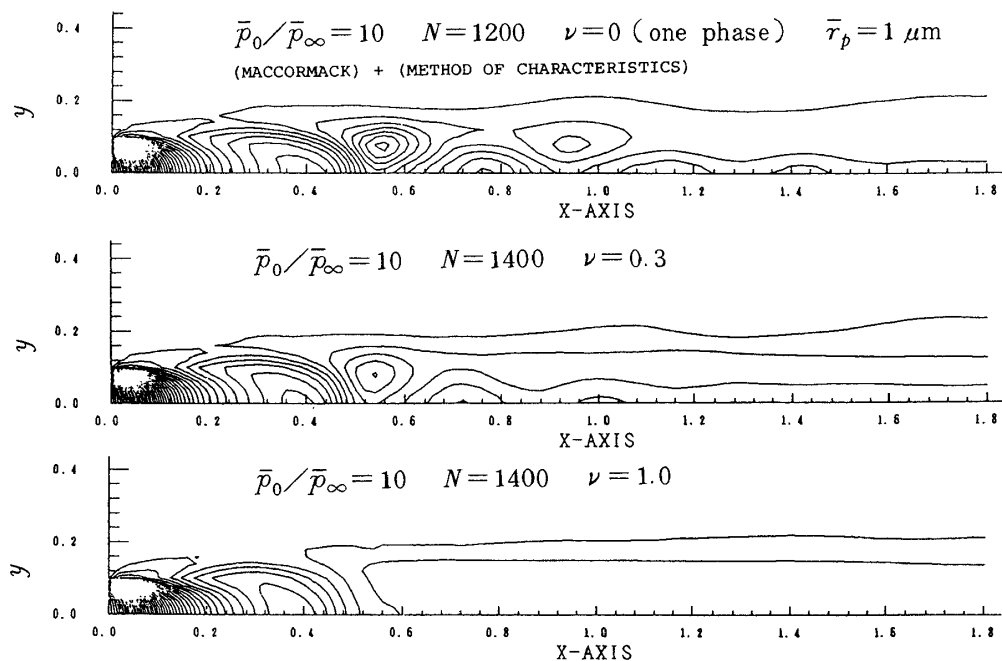 p̅₀/p̅∞=10 N=1200 ν=0 (one phase) r̅ₚ=1 μm
(MACCORMACK) + (METHOD OF CHARACTERISTICS)
0.4
0.2
0.0
y
0.0 0.2 0.4 0.6 0.8 1.0 1.2 1.4 1.6 1.8
X-AXIS
p̅₀/p̅∞=10 N=1400 ν=0.3
0.4
0.2
0.0
y
0.0 0.2 0.4 0.6 0.8 1.0 1.2 1.4 1.6 1.8
X-AXIS
p̅₀/p̅∞=10 N=1400 ν=1.0
0.4
0.2
0.0
y
0.0 0.2 0.4 0.6 0.8 1.0 1.2 1.4 1.6 1.8
X-AXIS